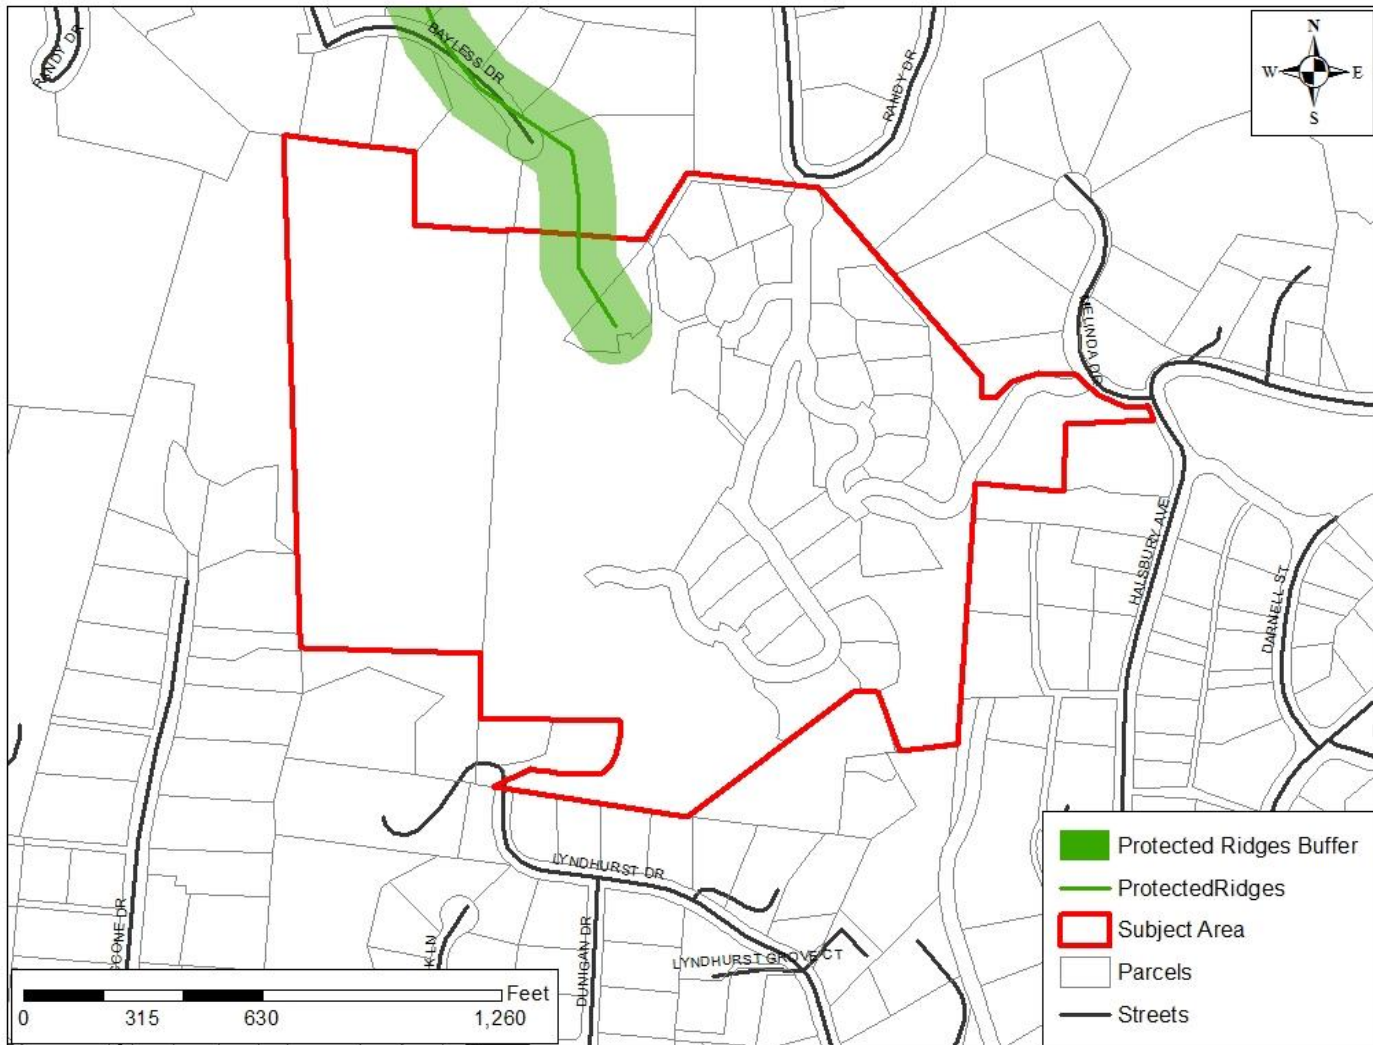 RANDY DR
BAYLESS DR
RANDY DR
N
W E
S
MELINDA DR
HALSBURY AVE
DARNELL ST
LYNDHURST DR
DUNIGAN DR
LYNDHURST GROVE CT
K LN
Protected Ridges Buffer
ProtectedRidges
Subject Area
Parcels
Streets
Feet
0 315 630 1,260